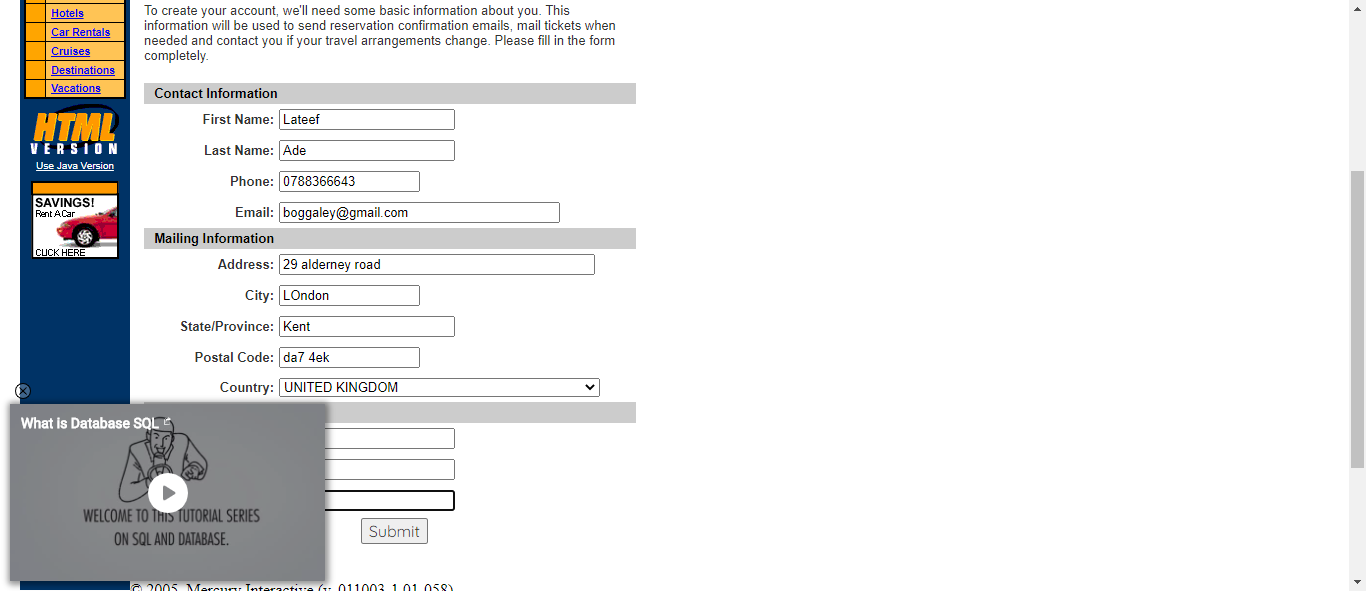 Hotels
Car Rentals
Cruises
Destinations
Vacations
HTML
VERSION
Use Java Version
SAVINGS!
Rent A Car
CLICK HERE
To create your account, we'll need some basic information about you. This
information will be used to send reservation confirmation emails, mail tickets when
needed and contact you if your travel arrangements change. Please fill in the form
completely.
Contact Information
First Name: Lateef
Last Name: Ade
Phone: 0788366643
Email: boggaley@gmail.com
Mailing Information
Address: 29 alderney road
City: LOndon
State/Province: Kent
Postal Code: da7 4ek
Country: UNITED KINGDOM
What is Database SQL
WELCOME TO THIS TUTORIAL SERIES
ON SQL AND DATABASE.
Submit
© 2005, Mercury Interactive (v. 011003-1.01-058)